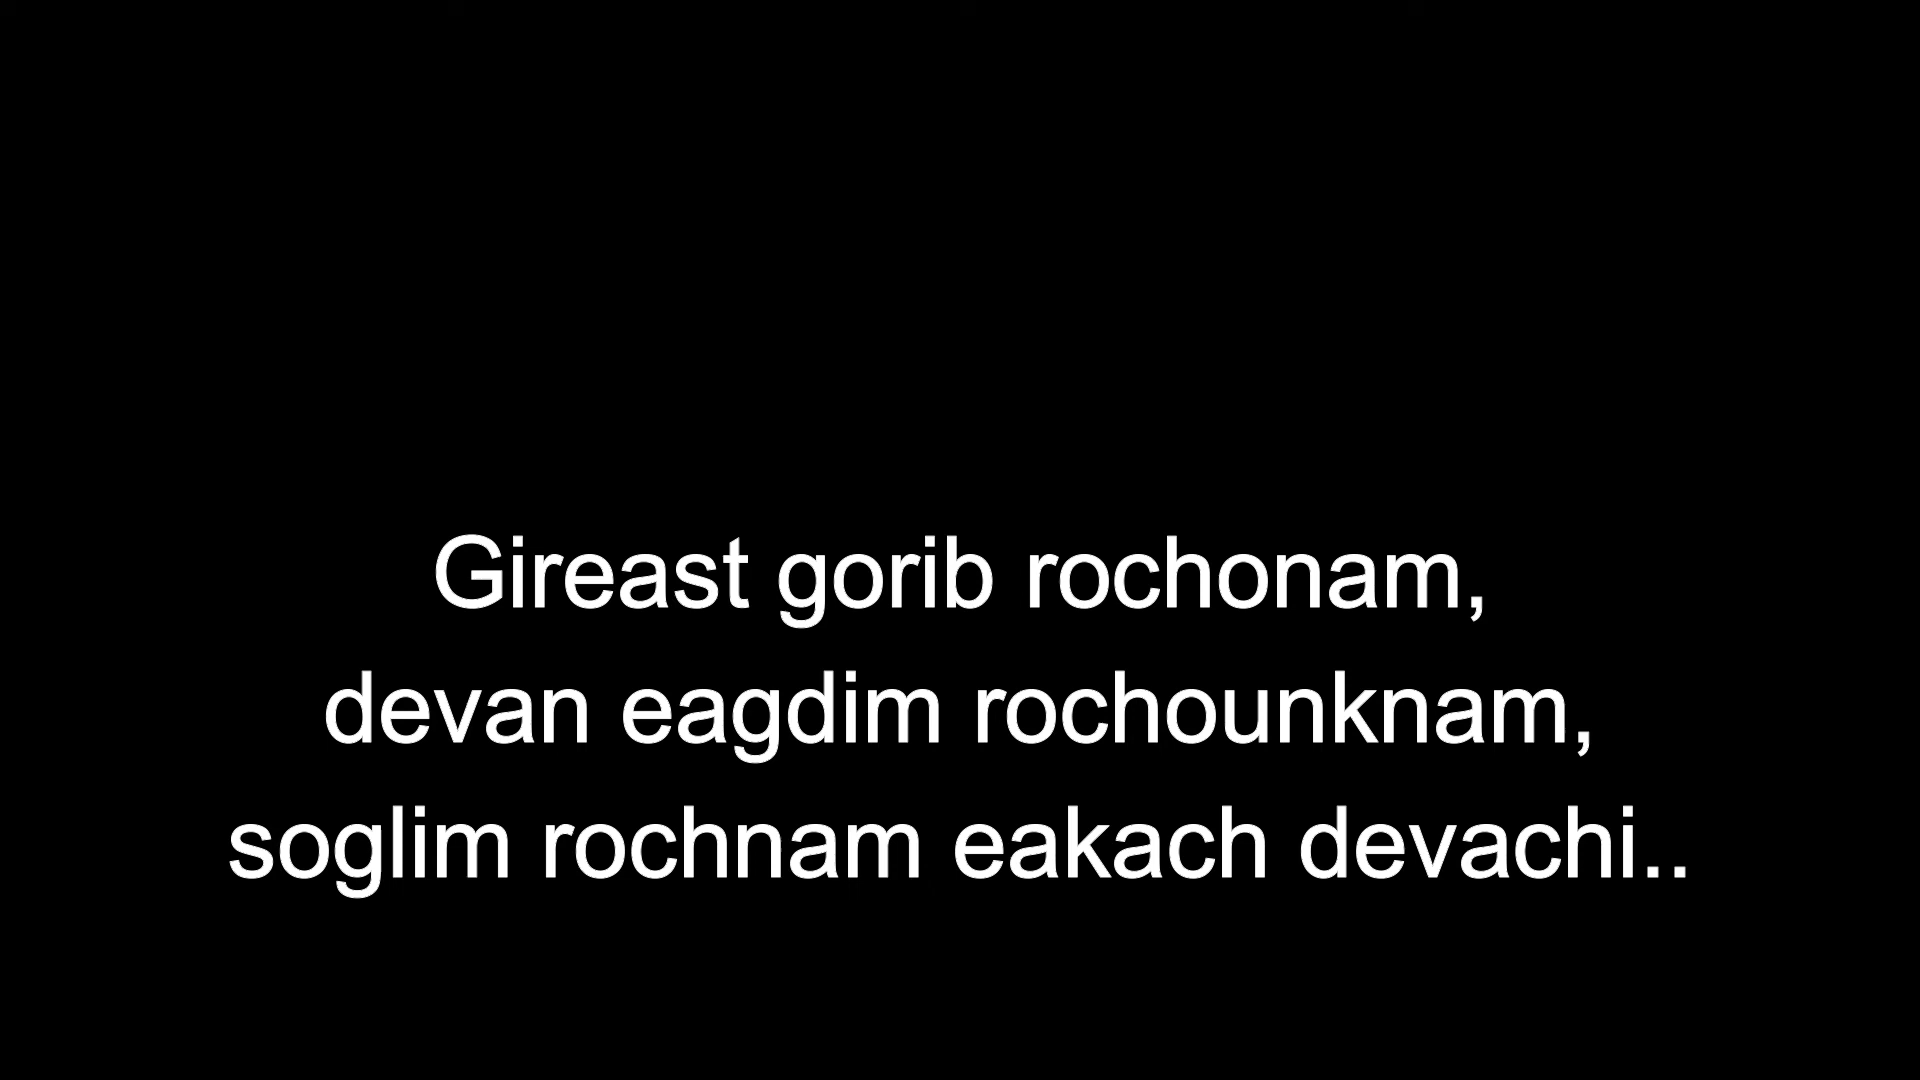 Gireast gorib rochonam,
devan eagdim rochounknam,
soglim rochnam eakach devachi..